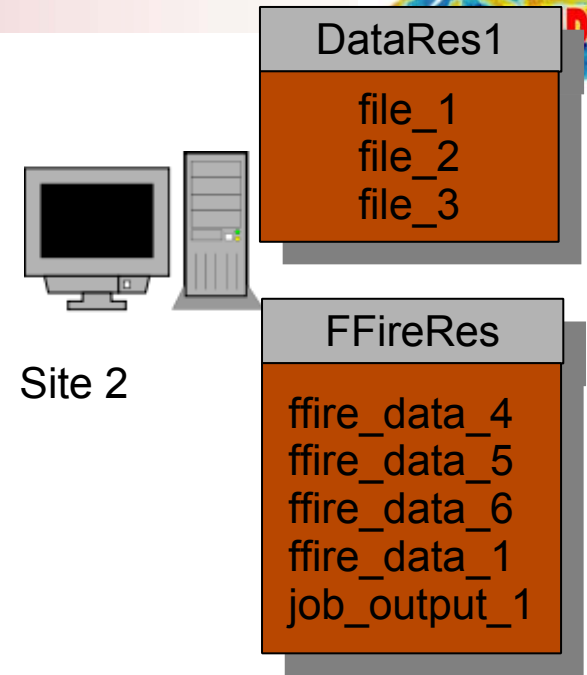 DataRes1
file_1
file_2
file_3
Site 2
FFireRes
ffire_data_4
ffire_data_5
ffire_data_6
ffire_data_1
job_output_1